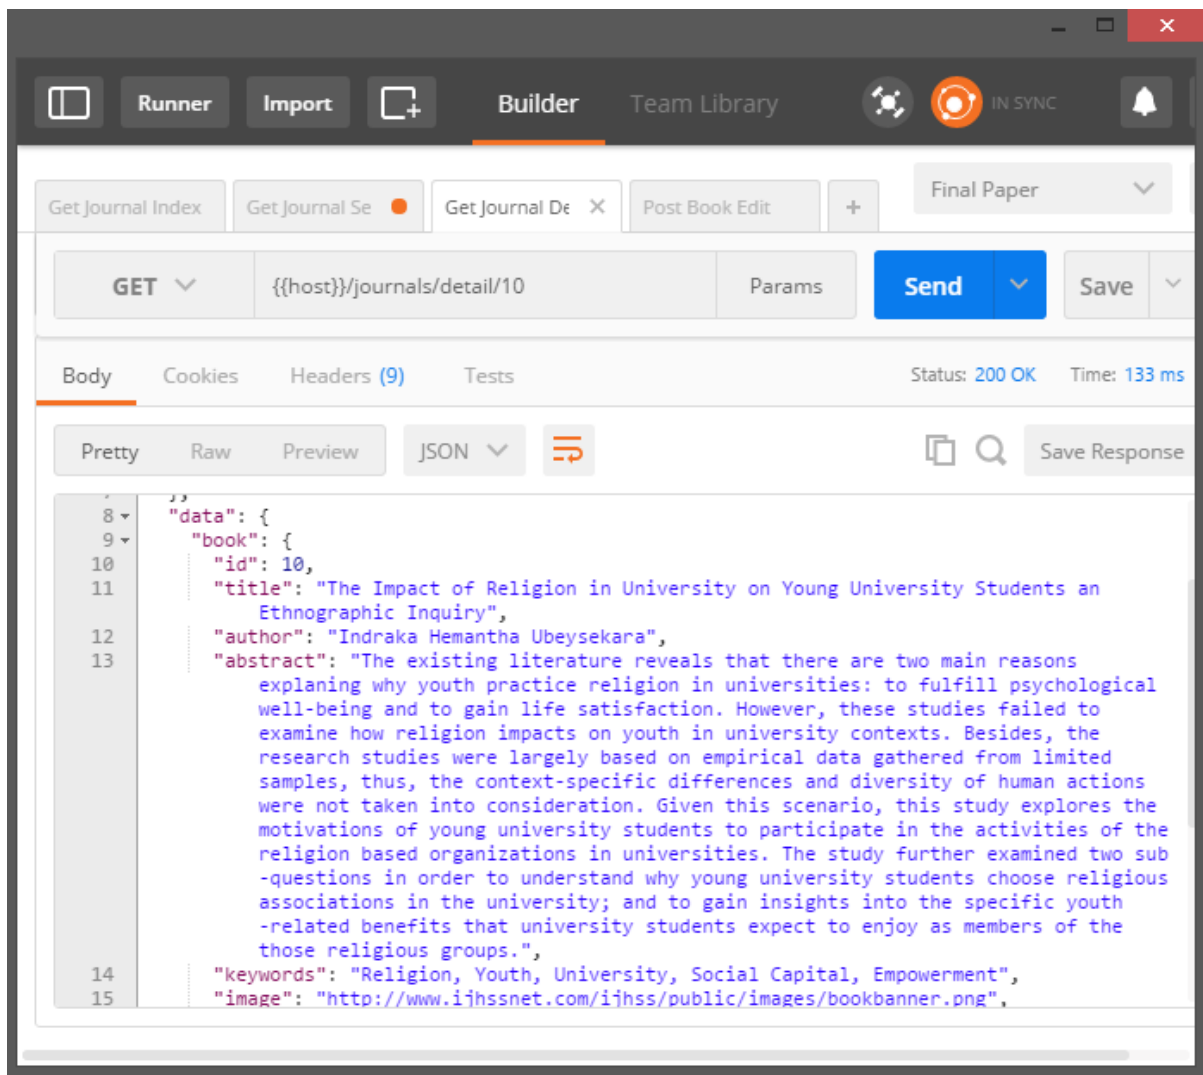 Runner Import Builder Team Library IN SYNC
Get Journal Index Get Journal Se Get Journal De Post Book Edit + Final Paper
GET {{host}}/journals/detail/10 Params Send Save
Body Cookies Headers (9) Tests Status: 200 OK Time: 133 ms
Pretty Raw Preview JSON Save Response
8 "data": {
9 "book": {
10 "id": 10,
11 "title": "The Impact of Religion in University on Young University Students an
Ethnographic Inquiry",
12 "author": "Indraka Hemantha Ubeysekara",
13 "abstract": "The existing literature reveals that there are two main reasons
explaning why youth practice religion in universities: to fulfill psychological
well-being and to gain life satisfaction. However, these studies failed to
examine how religion impacts on youth in university contexts. Besides, the
research studies were largely based on empirical data gathered from limited
samples, thus, the context-specific differences and diversity of human actions
were not taken into consideration. Given this scenario, this study explores the
motivations of young university students to participate in the activities of the
religion based organizations in universities. The study further examined two sub
-questions in order to understand why young university students choose religious
associations in the university; and to gain insights into the specific youth
-related benefits that university students expect to enjoy as members of the
those religious groups.",
14 "keywords": "Religion, Youth, University, Social Capital, Empowerment",
15 "image": "http://www.ijhssnet.com/ijhss/public/images/bookbanner.png",